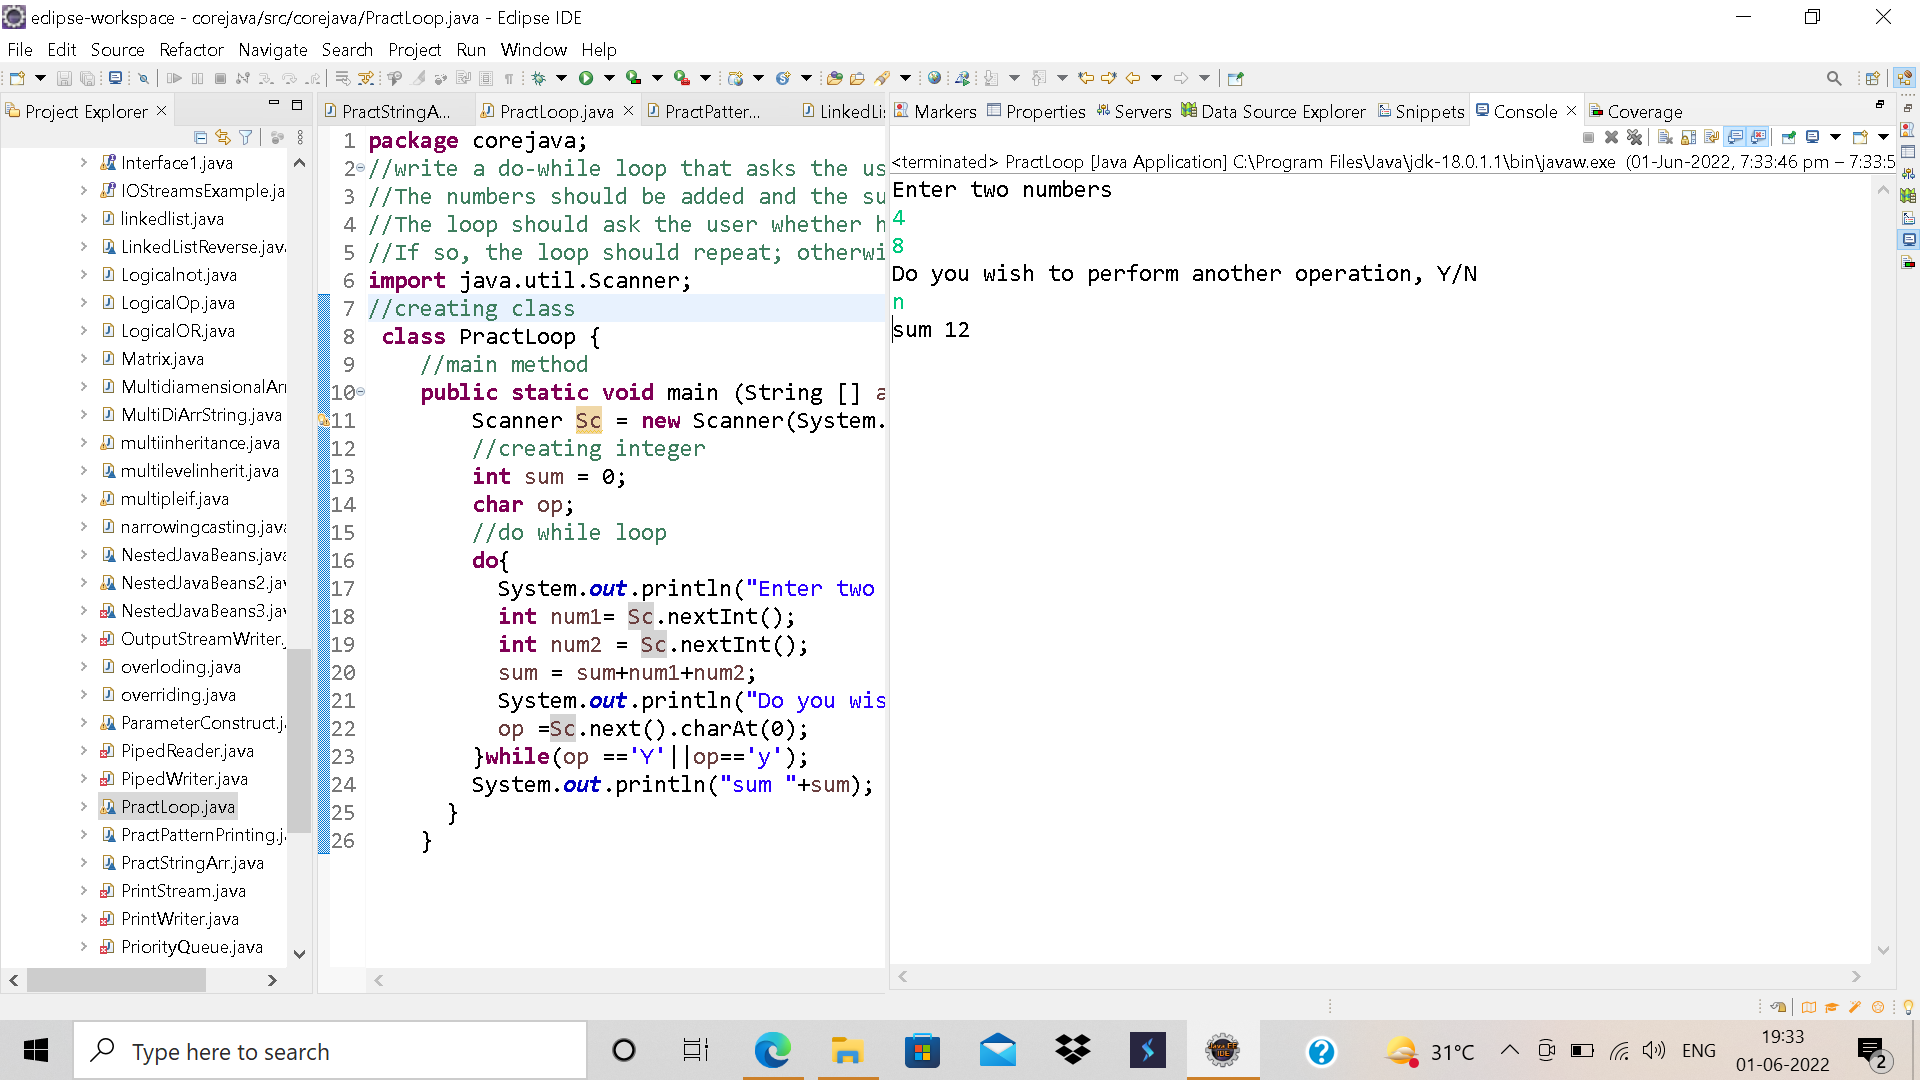 eclipse-workspace - corejava/src/corejava/PractLoop.java - Eclipse IDE
File Edit Source Refactor Navigate Search Project Run Window Help
Project Explorer
Interface1.java
IOStreamsExample.ja
linkedlist.java
LinkedListReverse.java
Logicalnot.java
LogicalOp.java
LogicalOR.java
Matrix.java
MultidiamensionalArr
MultiDiArrString.java
multiinheritance.java
multilevelinherit.java
multipleif.java
narrowingcasting.java
NestedJavaBeans.java
NestedJavaBeans2.jav
NestedJavaBeans3.jav
OutputStreamWriter.
overloding.java
overriding.java
ParameterConstruct.j
PipedReader.java
PipedWriter.java
PractLoop.java
PractPatternPrinting.j
PractStringArr.java
PrintStream.java
PrintWriter.java
PriorityQueue.java
PractStringA... PractLoop.java PractPatter... LinkedLi
1 package corejava;
2 //write a do-while loop that asks the us
3 //The numbers should be added and the su
4 //The loop should ask the user whether h
5 //If so, the loop should repeat; otherwi
6 import java.util.Scanner;
7 //creating class
8 class PractLoop {
9 //main method
10 public static void main (String [] a
11 Scanner Sc = new Scanner(System.
12 //creating integer
13 int sum = 0;
14 char op;
15 //do while loop
16 do{
17 System.out.println("Enter two
18 int num1= Sc.nextInt();
19 int num2 = Sc.nextInt();
20 sum = sum+num1+num2;
21 System.out.println("Do you wis
22 op =Sc.next().charAt(0);
23 }while(op =='Y'||op=='y');
24 System.out.println("sum "+sum);
25 }
26 }
Markers Properties Servers Data Source Explorer Snippets Console Coverage
<terminated> PractLoop [Java Application] C:\Program Files\Java\jdk-18.0.1.1\bin\javaw.exe (01-Jun-2022, 7:33:46 pm – 7:33:5
Enter two numbers
4
8
Do you wish to perform another operation, Y/N
n
sum 12
Type here to search
31°C
ENG
19:33
01-06-2022
2